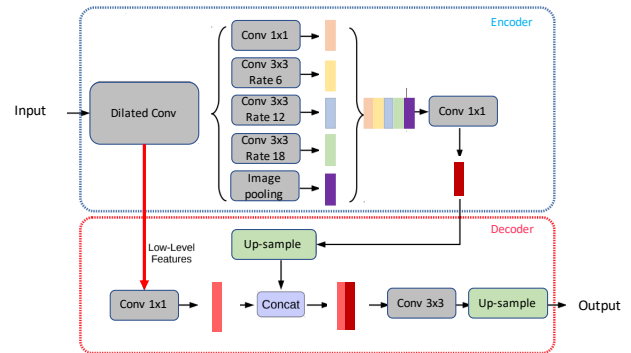 Encoder
Conv 1x1
Conv 3x3
Rate 6
Input
Dilated Conv
Conv 3x3
Rate 12
Conv 1x1
Conv 3x3
Rate 18
Image
pooling
Decoder
Up-sample
Low-Level
Features
Conv 1x1
Concat
Conv 3x3
Up-sample
Output